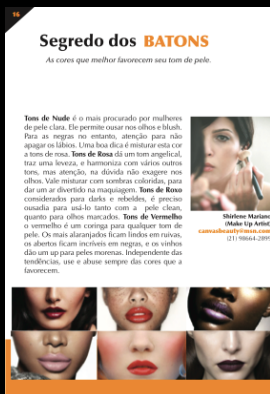 16
Segredo dos BATONS
As cores que melhor favorecem seu tom de pele.
Tons de Nude é o mais procurado por mulheres
de pele clara. Ele permite ousar nos olhos e blush.
Para as negras no entanto, atenção para não
apagar os lábios. Uma boa dica é misturar esta cor
a tons de rosa. Tons de Rosa dá um tom angelical,
traz uma leveza, e harmoniza com vários outros
tons, mas atenção, na dúvida não exagere nos
olhos. Vale misturar com sombras coloridas, para
dar um ar divertido na maquiagem. Tons de Roxo
considerados para darks e rebeldes, é preciso
ousadia para usá-lo tanto com a pele clean,
quanto para olhos marcados. Tons de Vermelho
o vermelho é um coringa para qualquer tom de
pele. Os mais alaranjados ficam lindos em ruivas,
os abertos ficam incríveis em negras, e os vinhos
dão um up para peles morenas. Independente das
tendências, use e abuse sempre das cores que a
favorecem.
Shirlene Mariano
(Make Up Artist)
canvasbeauty@msn.com
(21) 98664-2895